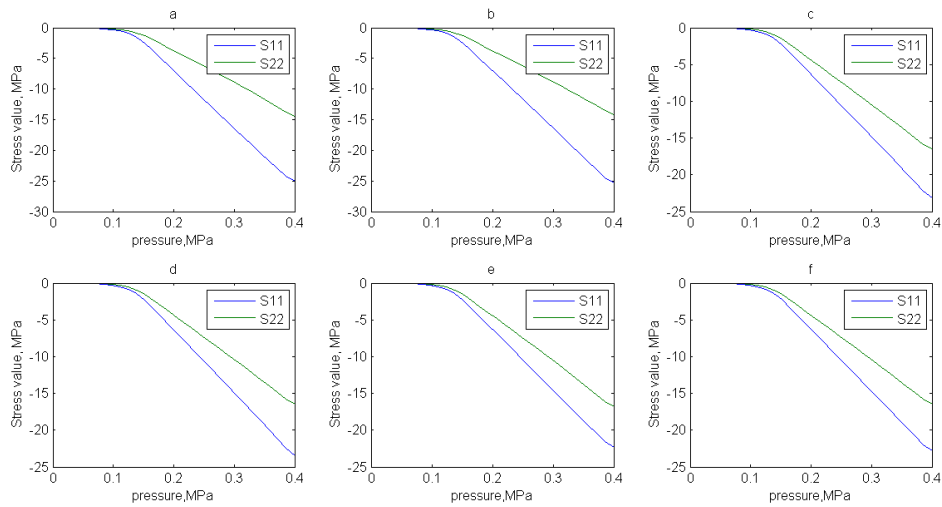 a
0
-5
-10
-15
-20
-25
-30
Stress value, MPa
0
0.1
0.2
0.3
0.4
pressure,MPa
S11
S22
b
0
-5
-10
-15
-20
-25
-30
Stress value, MPa
0
0.1
0.2
0.3
0.4
pressure,MPa
S11
S22
c
0
-5
-10
-15
-20
-25
Stress value, MPa
0
0.1
0.2
0.3
0.4
pressure,MPa
S11
S22
d
0
-5
-10
-15
-20
-25
Stress value, MPa
0
0.1
0.2
0.3
0.4
pressure,MPa
S11
S22
e
0
-5
-10
-15
-20
-25
Stress value, MPa
0
0.1
0.2
0.3
0.4
pressure,MPa
S11
S22
f
0
-5
-10
-15
-20
-25
Stress value, MPa
0
0.1
0.2
0.3
0.4
pressure,MPa
S11
S22